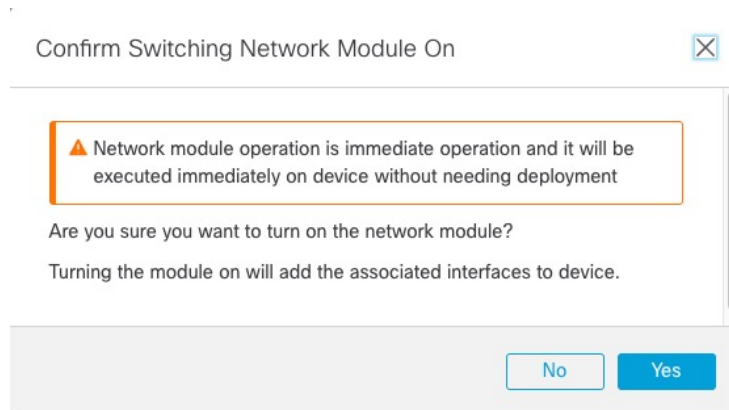 Confirm Switching Network Module On
Network module operation is immediate operation and it will be
executed immediately on device without needing deployment
Are you sure you want to turn on the network module?
Turning the module on will add the associated interfaces to device.
No
Yes